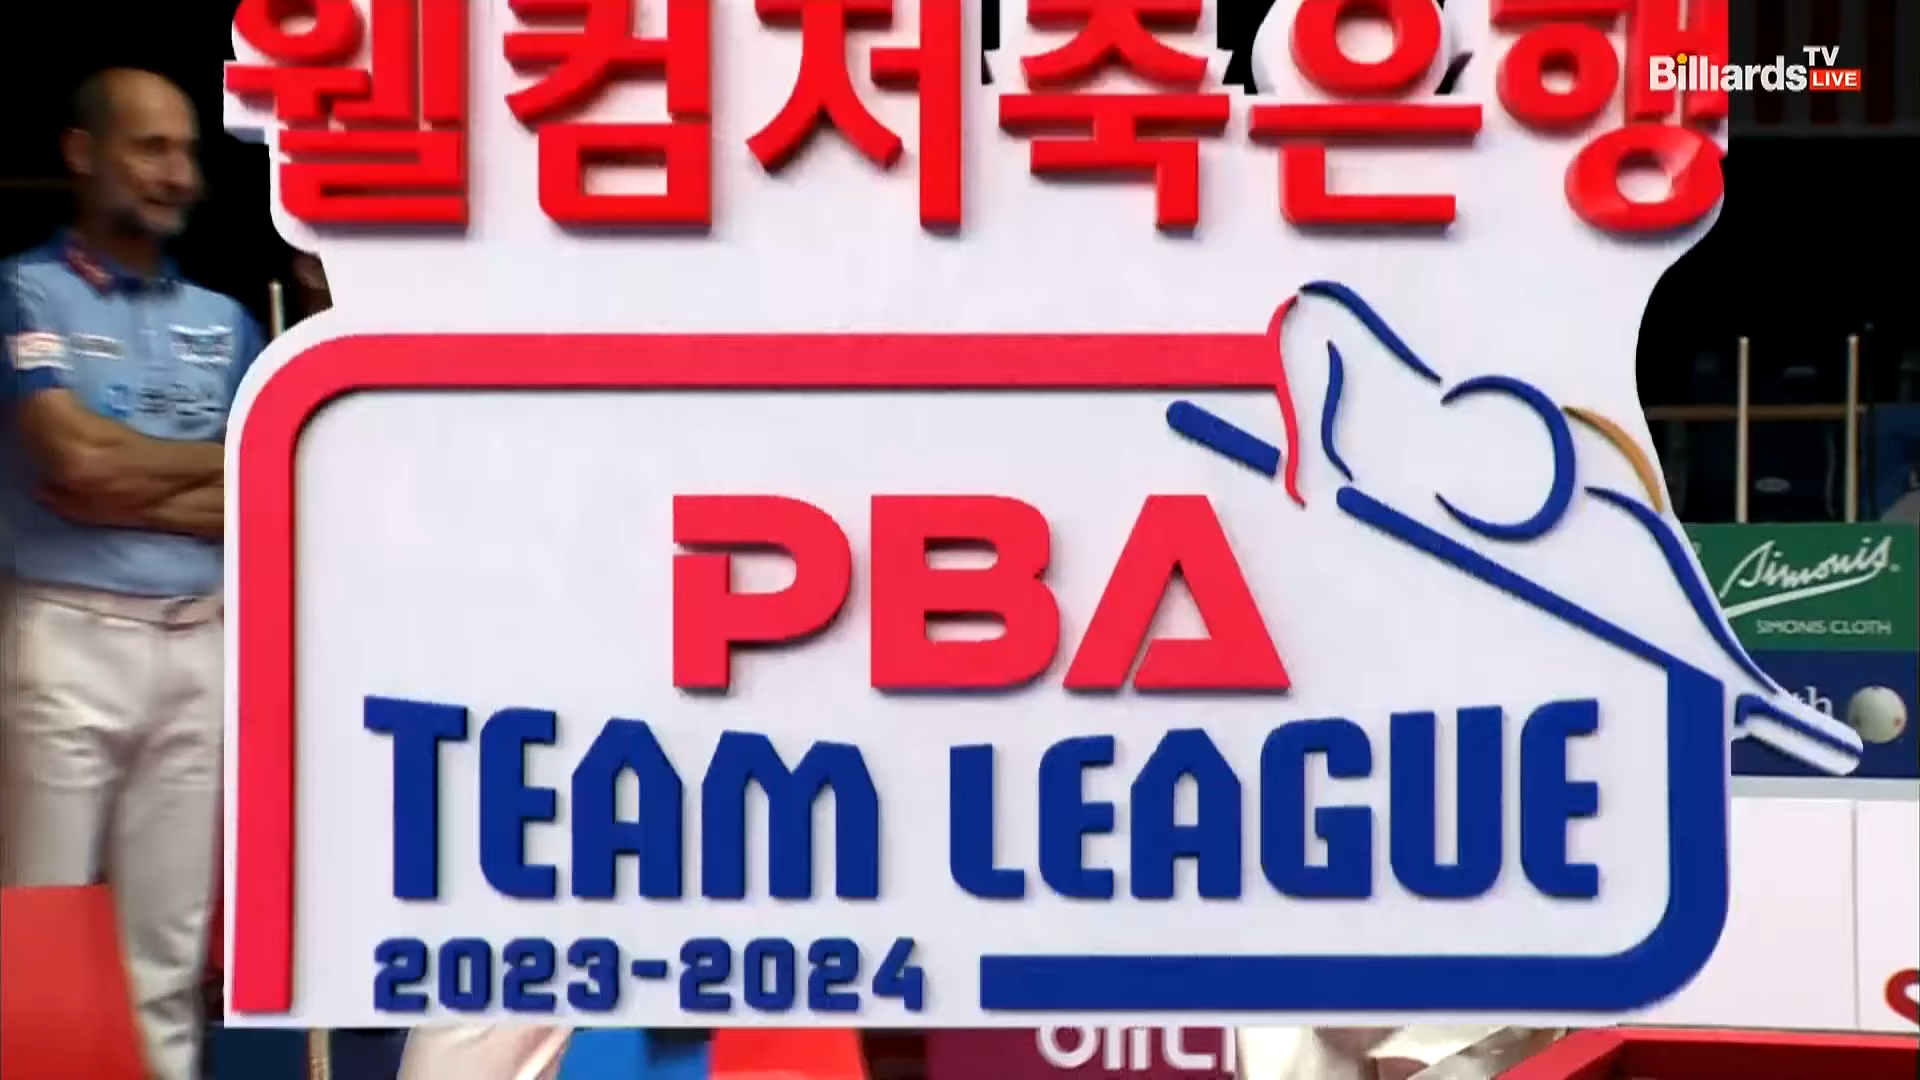 웰컴저축은행
Billiards TV
LIVE
PBA
TEAM LEAGUE
2023-2024
Simonis
SIMONIS CLOTH